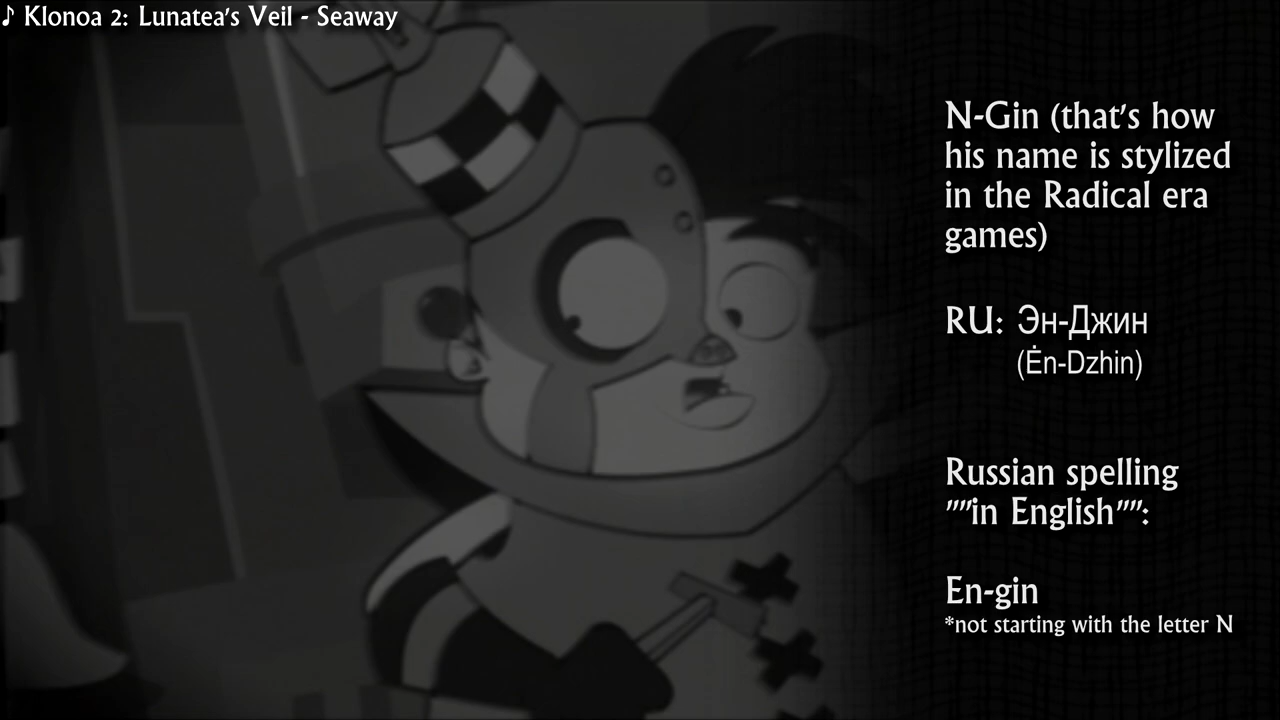 ♪ Klonoa 2: Lunatea's Veil - Seaway
N-Gin (that's how
his name is stylized
in the Radical era
games)
RU: Эн-Джин
(Ėn-Dzhin)
Russian spelling
""in English"":
En-gin
*not starting with the letter N